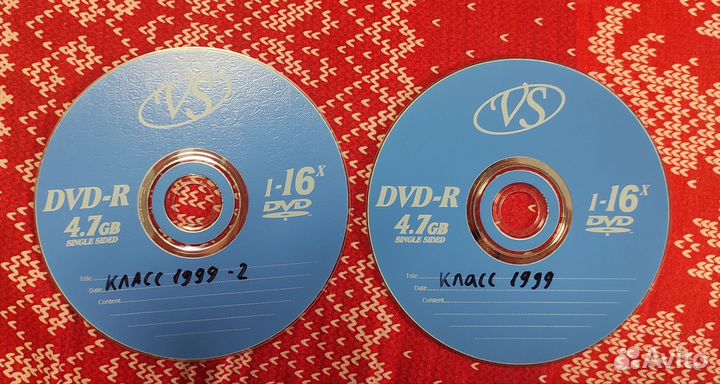 VS
DVD-R
4.7GB
SINGLE SIDED
1-16x
DVD
Title
КЛАСС 1999 - 2
Date
Content
VS
DVD-R
4.7GB
SINGLE SIDED
1-16x
DVD
Title
Класс 1999
Date
Content
Avito